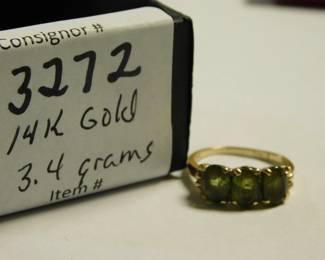 Consignor #
3272
14K Gold
3.4 grams
Item #